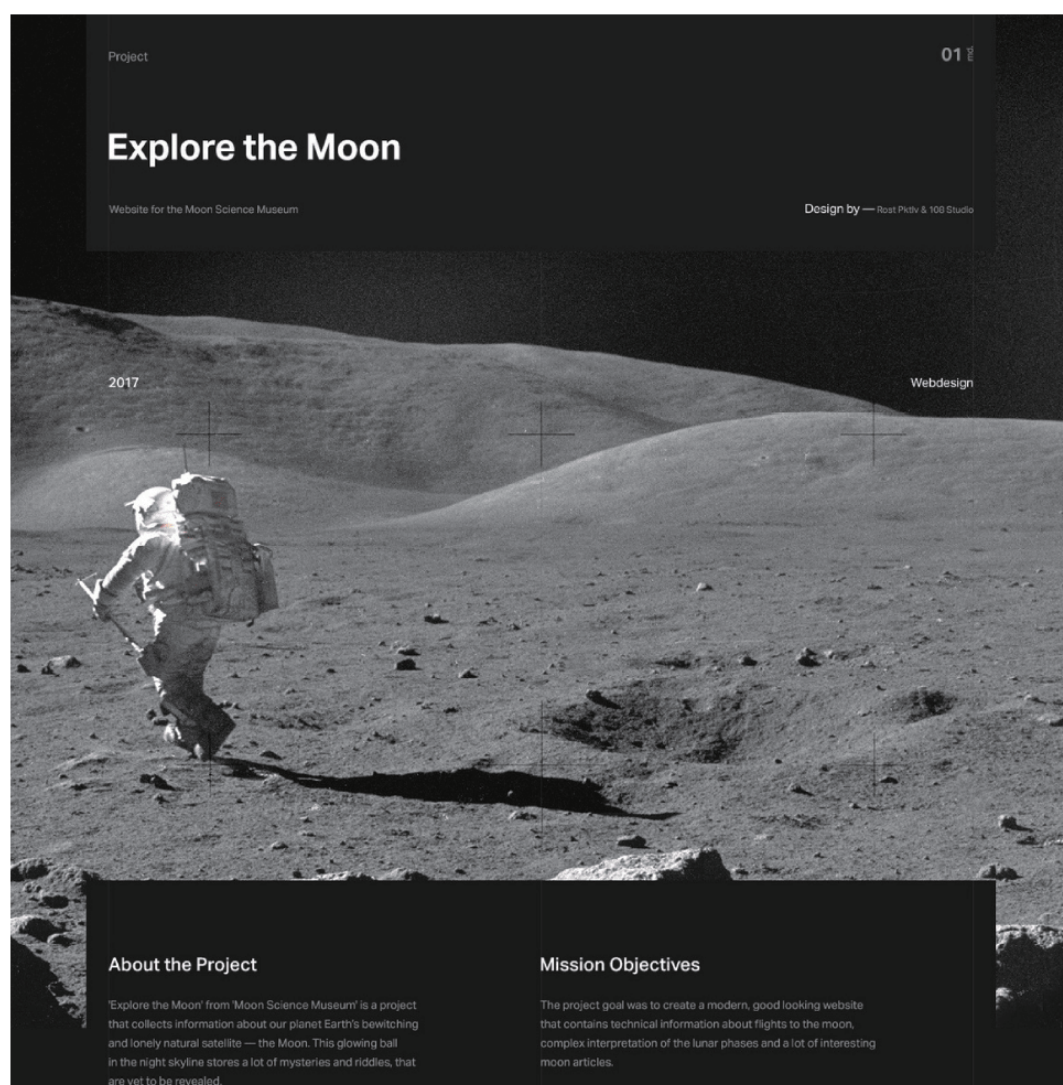 Project
01 md.
Explore the Moon
Website for the Moon Science Museum
Design by — Rost Pktlv & 108 Studio
2017
Webdesign
About the Project
'Explore the Moon' from 'Moon Science Museum' is a project
that collects information about our planet Earth's bewitching
and lonely natural satellite — the Moon. This glowing ball
in the night skyline stores a lot of mysteries and riddles, that
are yet to be revealed.
Mission Objectives
The project goal was to create a modern, good looking website
that contains technical information about flights to the moon,
complex interpretation of the lunar phases and a lot of interesting
moon articles.